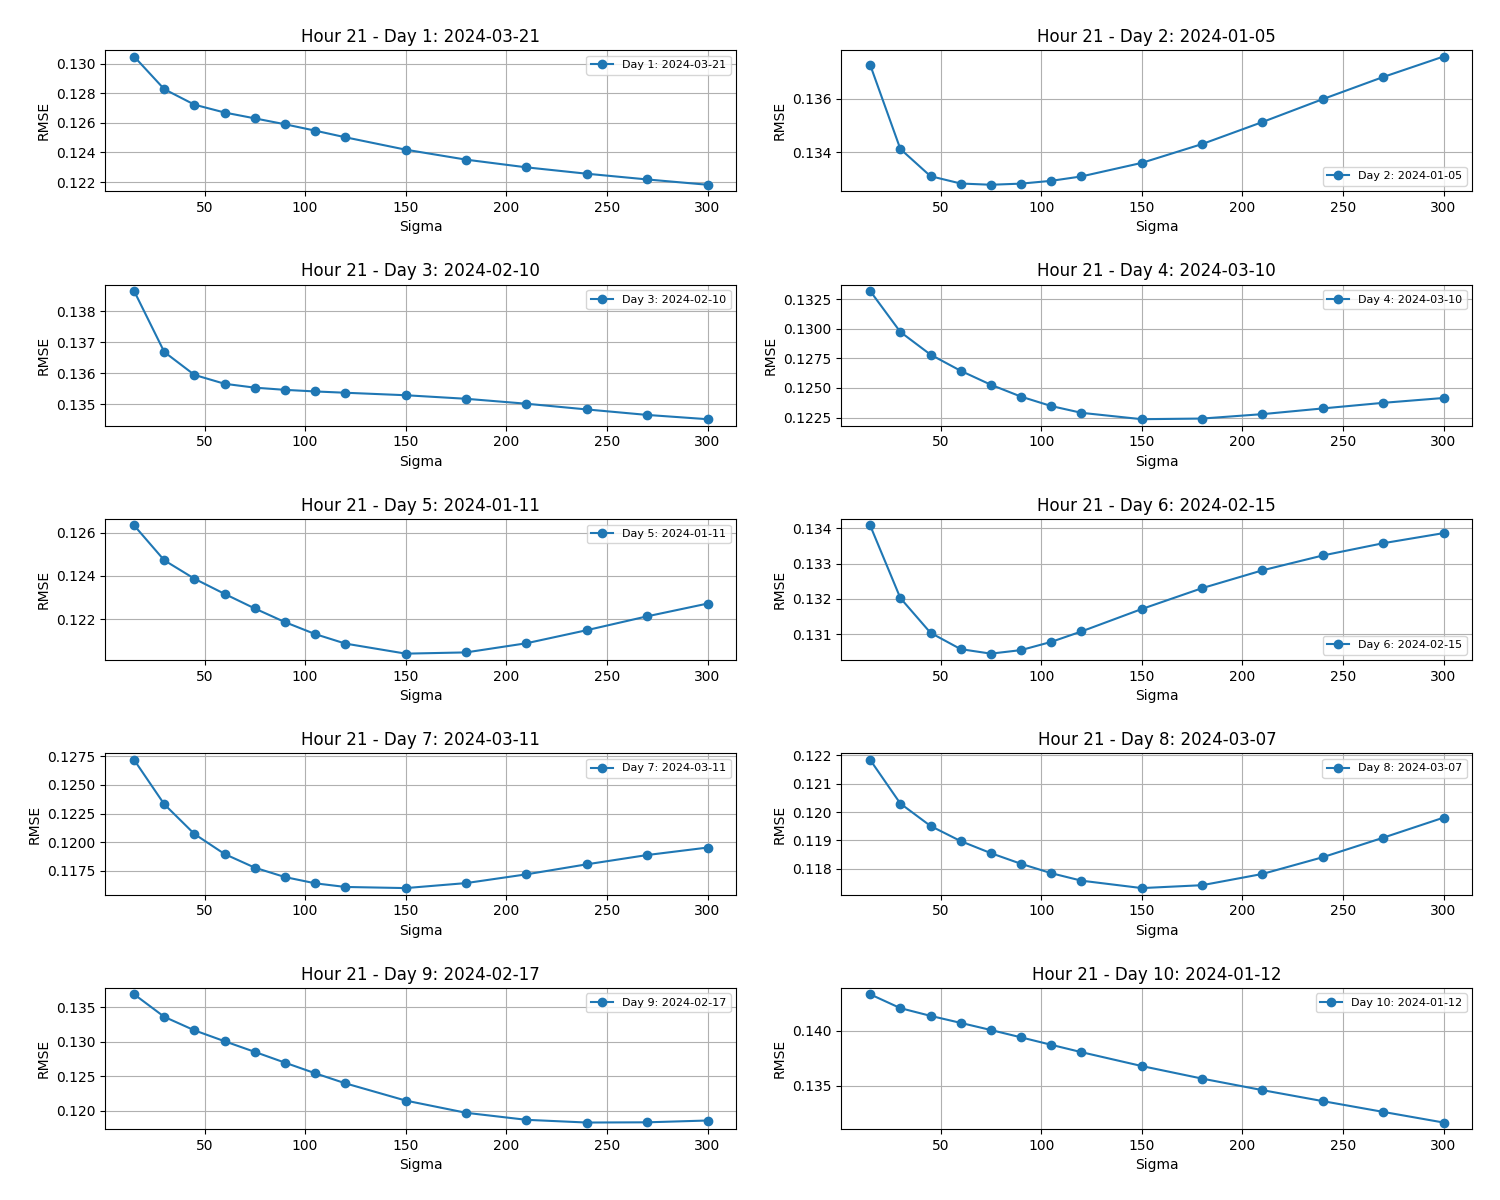 Hour 21 - Day 1: 2024-03-21
Day 1: 2024-03-21
RMSE
0.130
0.128
0.126
0.124
0.122
50 100 150 200 250 300
Sigma
Hour 21 - Day 2: 2024-01-05
Day 2: 2024-01-05
RMSE
0.136
0.134
50 100 150 200 250 300
Sigma
Hour 21 - Day 3: 2024-02-10
Day 3: 2024-02-10
RMSE
0.138
0.137
0.136
0.135
50 100 150 200 250 300
Sigma
Hour 21 - Day 4: 2024-03-10
Day 4: 2024-03-10
RMSE
0.1325
0.1300
0.1275
0.1250
0.1225
50 100 150 200 250 300
Sigma
Hour 21 - Day 5: 2024-01-11
Day 5: 2024-01-11
RMSE
0.126
0.124
0.122
50 100 150 200 250 300
Sigma
Hour 21 - Day 6: 2024-02-15
Day 6: 2024-02-15
RMSE
0.134
0.133
0.132
0.131
50 100 150 200 250 300
Sigma
Hour 21 - Day 7: 2024-03-11
Day 7: 2024-03-11
RMSE
0.1275
0.1250
0.1225
0.1200
0.1175
50 100 150 200 250 300
Sigma
Hour 21 - Day 8: 2024-03-07
Day 8: 2024-03-07
RMSE
0.122
0.121
0.120
0.119
0.118
50 100 150 200 250 300
Sigma
Hour 21 - Day 9: 2024-02-17
Day 9: 2024-02-17
RMSE
0.135
0.130
0.125
0.120
50 100 150 200 250 300
Sigma
Hour 21 - Day 10: 2024-01-12
Day 10: 2024-01-12
RMSE
0.140
0.135
50 100 150 200 250 300
Sigma